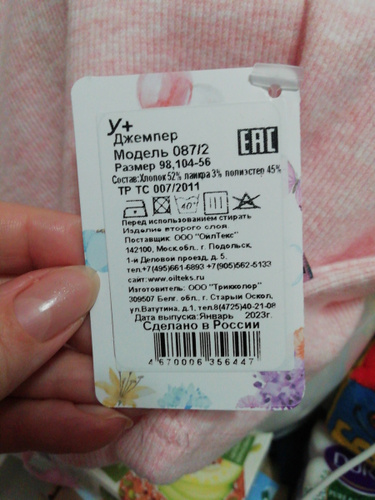 У+
Джемпер
Модель 087/2
Размер 98,104-56
Состав:Хлопок 52% лайкра 3% полиэстер 45%
ТР ТС 007/2011
EAC
40°
Перед использованием стирать
Изделие второго слоя
Поставщик: ООО "ОилТекс"
142100, Моск.обл., г. Подольск,
1-й Деловой проезд, д. 5.
тел.+7(495)661-6893 +7(905)562-5133
сайт:www.oilteks.ru
Изготовитель: ООО "Трикколор"
309507 Белг. обл., г. Старый Оскол,
ул.Ватутина, д.1, тел.8(4725)40-21-08
Дата выпуска:Январь 2023г.
Сделано в России
4 670006 356447